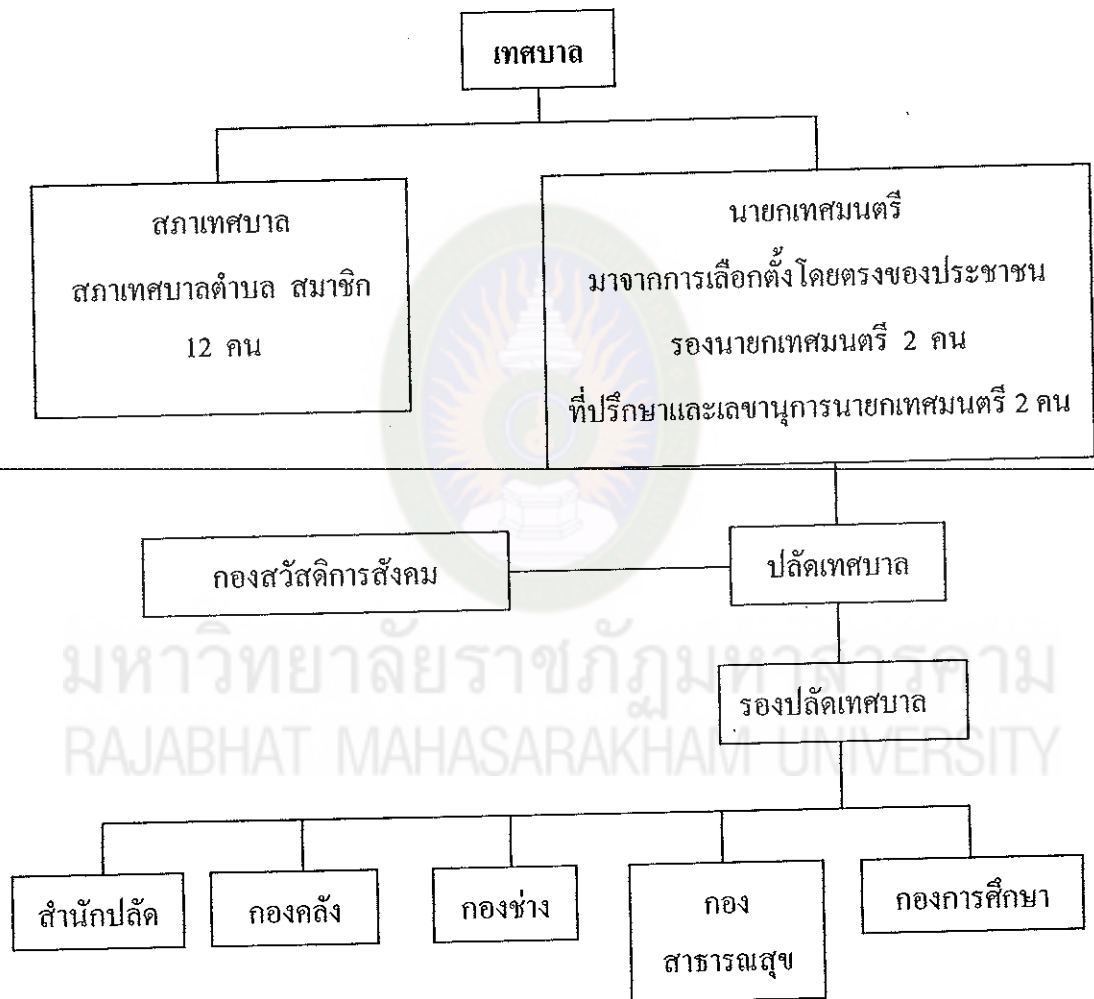 เทศบาล
สภาเทศบาล
สภาเทศบาลตำบล สมาชิก
12 คน
นายกเทศมนตรี
มาจากการเลือกตั้งโดยตรงของประชาชน
รองนายกเทศมนตรี 2 คน
ที่ปรึกษาและเลขานุการนายกเทศมนตรี 2 คน
กองสวัสดิการสังคม
ปลัดเทศบาล
มหาวิทยาลัยราชภัฏมหาสารคาม
รองปลัดเทศบาล
RAJABHAT MAHASARAKHAM UNIVERSITY
สำนักปลัด
กองคลัง
กองช่าง
กอง
สาธารณสุข
กองการศึกษา